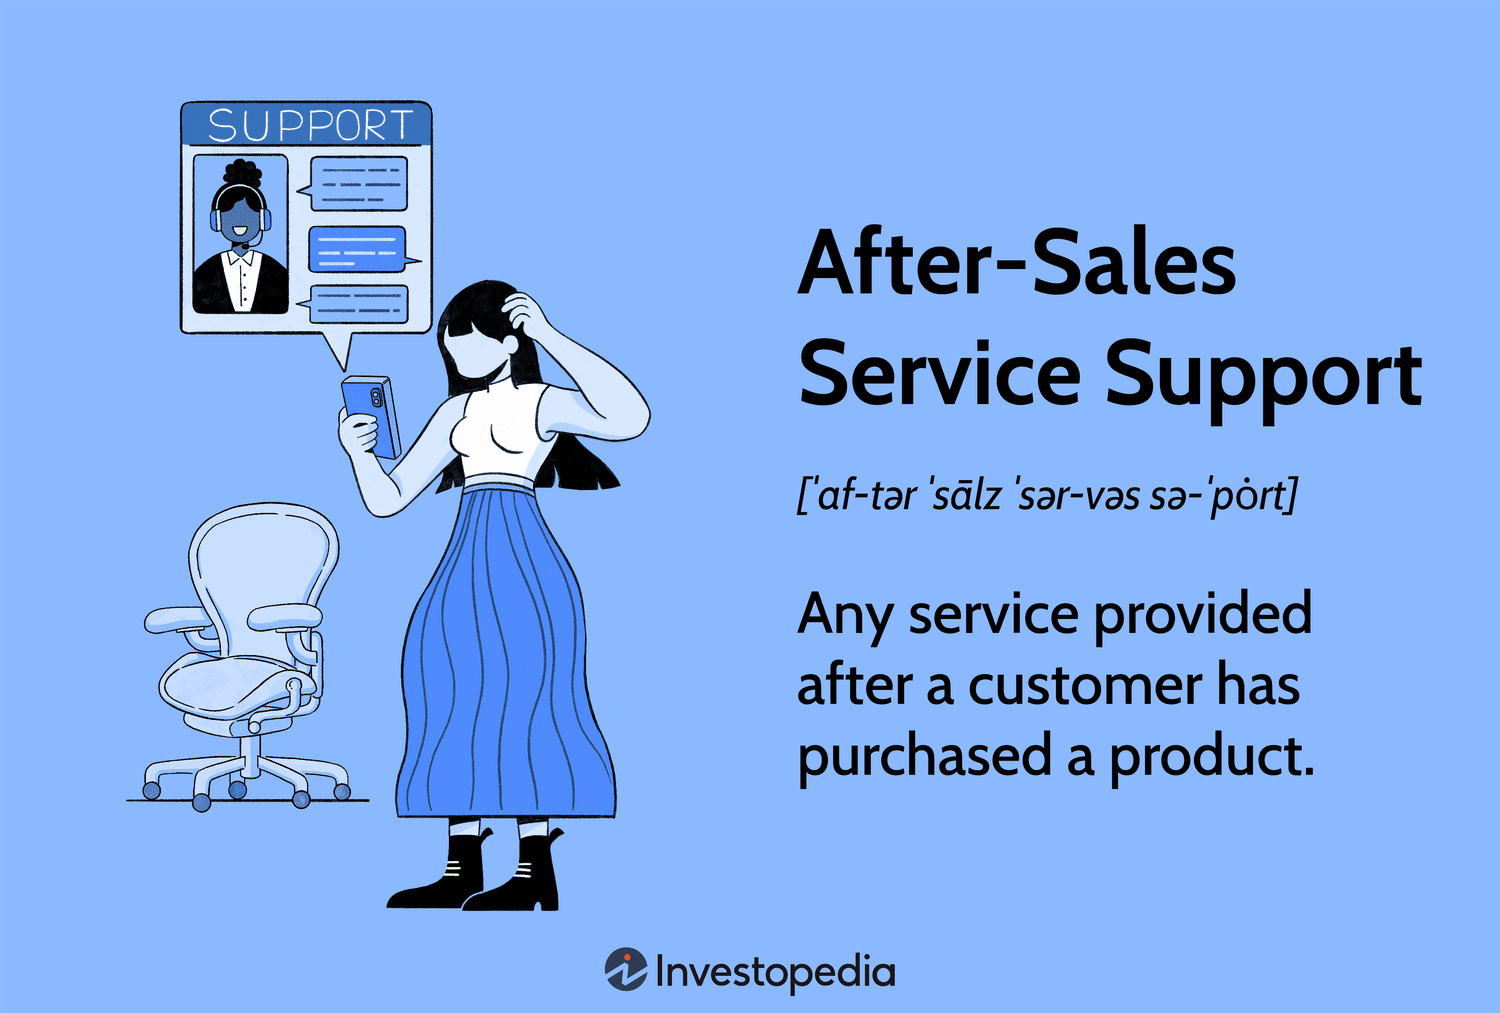 SUPPORT
After-Sales
Service Support
[ˈaf-tər ˈsālz ˈsər-vəs sə-ˈpȯrt]
Any service provided
after a customer has
purchased a product.
Investopedia